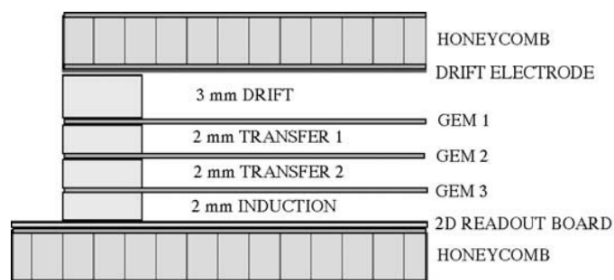 HONEYCOMB
DRIFT ELECTRODE
3 mm DRIFT
GEM 1
2 mm TRANSFER 1
GEM 2
2 mm TRANSFER 2
GEM 3
2 mm INDUCTION
2D READOUT BOARD
HONEYCOMB